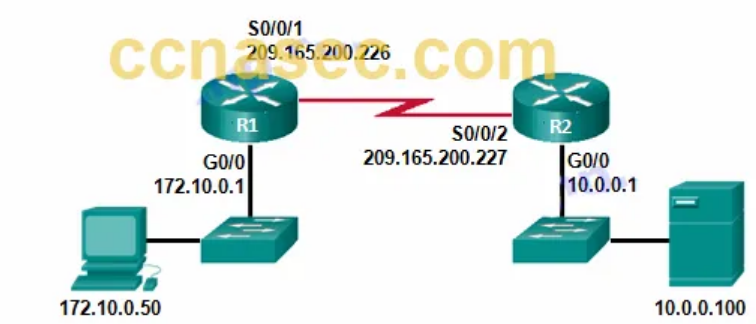 S0/0/1
209.165.200.226
ccnasec.com
R1
R2
S0/0/2
209.165.200.227
G0/0
172.10.0.1
G0/0
10.0.0.1
172.10.0.50
10.0.0.100